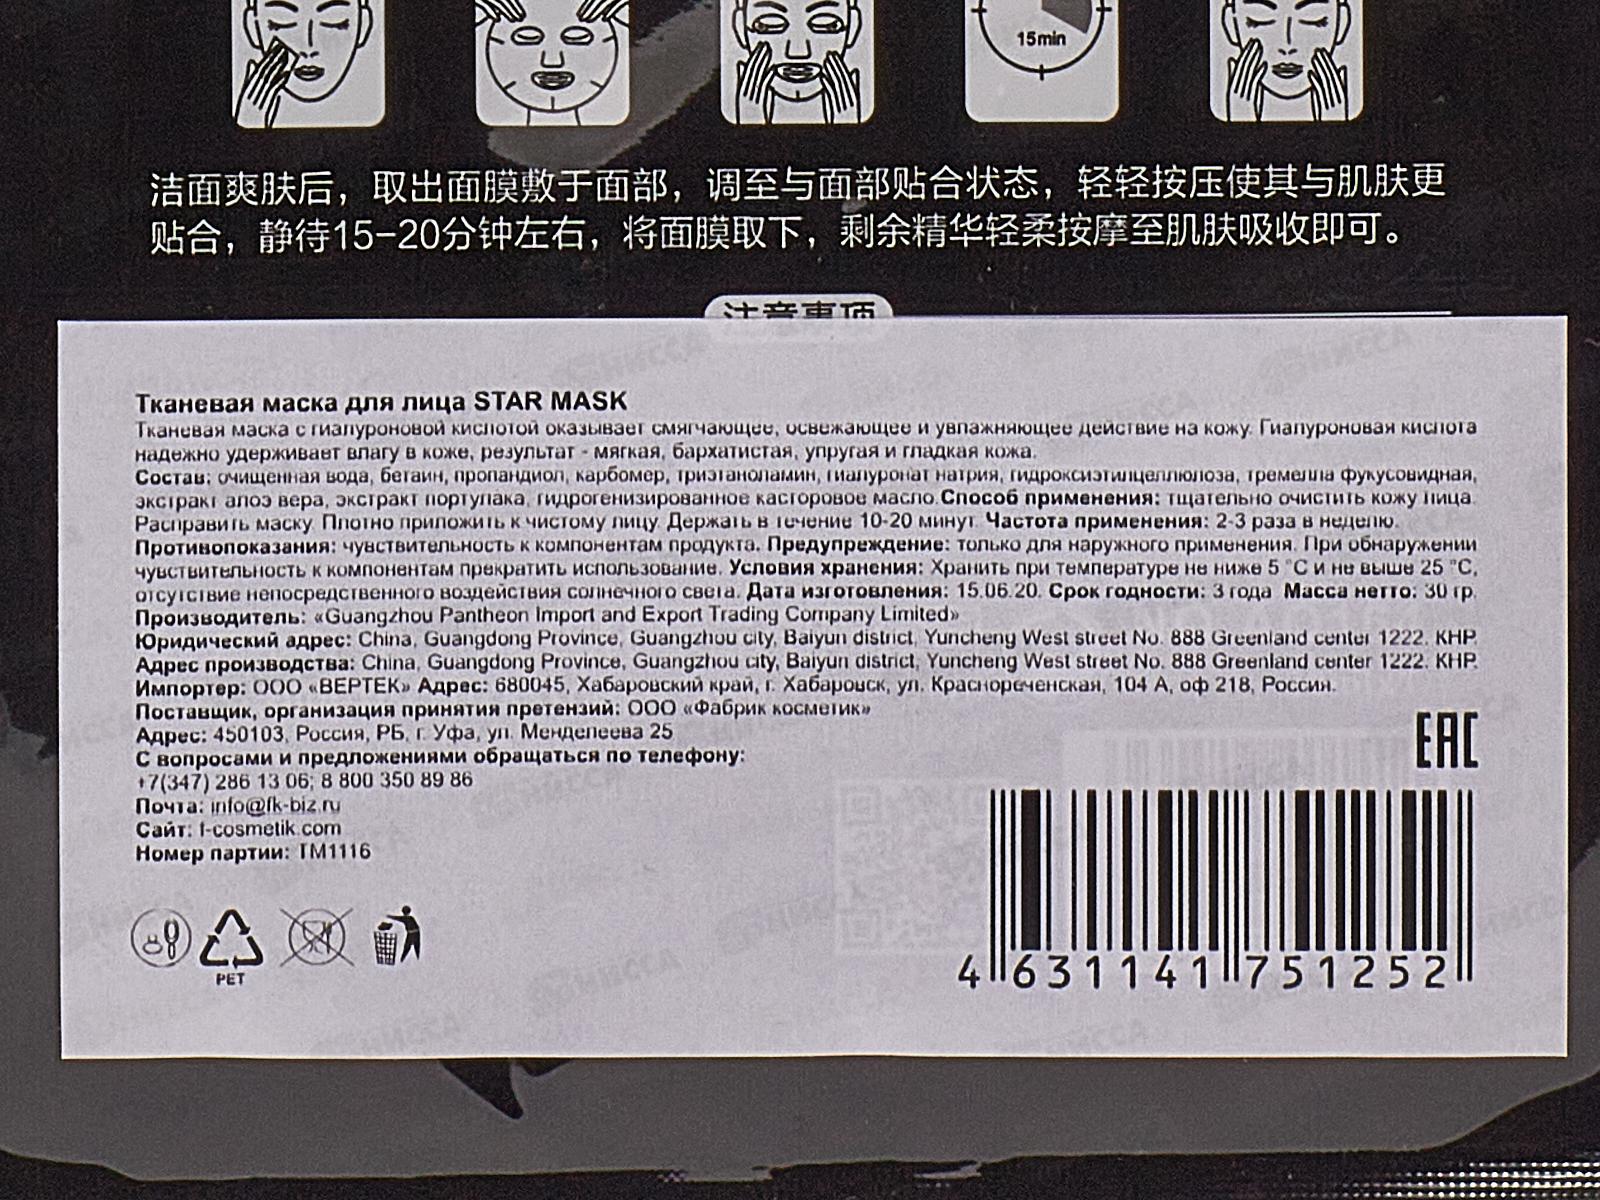 15min
洁面爽肤后，取出面膜敷于面部，调至与面部贴合状态，轻轻按压使其与肌肤更
贴合，静待15-20分钟左右，将面膜取下，剩余精华轻柔按摩至肌肤吸收即可。
注意事项
Тканевая маска для лица STAR MASK
Тканевая маска с гиалуроновой кислотой оказывает смягчающее, освежающее и увлажняющее действие на кожу. Гиалуроновая кислота
надежно удерживает влагу в коже, результат - мягкая, бархатистая, упругая и гладкая кожа.
Состав: очищенная вода, бетаин, пропандиол, карбомер, триэтаноламин, гиалуронат натрия, гидроксиэтилцеллюлоза, тремелла фукусовидная,
экстракт алоэ вера, экстракт портулака, гидрогенизированное касторовое масло.Способ применения: тщательно очистить кожу лица.
Расправить маску. Плотно приложить к чистому лицу. Держать в течение 10-20 минут. Частота применения: 2-3 раза в неделю.
Противопоказания: чувствительность к компонентам продукта. Предупреждение: только для наружного применения. При обнаружении
чувствительность к компонентам прекратить использование. Условия хранения: Хранить при температуре не ниже 5 °С и не выше 25 °С,
отсутствие непосредственного воздействия солнечного света. Дата изготовления: 15.06.20. Срок годности: 3 года Масса нетто: 30 гр.
Производитель: «Guangzhou Pantheon Import and Export Trading Company Limited»
Юридический адрес: China, Guangdong Province, Guangzhou city, Baiyun district, Yuncheng West street No. 888 Greenland center 1222. КНР.
Адрес производства: China, Guangdong Province, Guangzhou city, Baiyun district, Yuncheng West street No. 888 Greenland center 1222. КНР.
Импортер: ООО «ВЕРТЕК» Адрес: 680045, Хабаровский край, г. Хабаровск, ул. Краснореченская, 104 А, оф 218, Россия.
Поставщик, организация принятия претензий: ООО «Фабрик косметик»
Адрес: 450103, Россия, РБ, г. Уфа, ул. Менделеева 25
С вопросами и предложениями обращаться по телефону:
+7(347) 286 13 06; 8 800 350 89 86
Почта: info@fk-biz.ru
Сайт: f-cosmetik.com
Номер партии: TM1116
EAC
PET
4 631141 751252